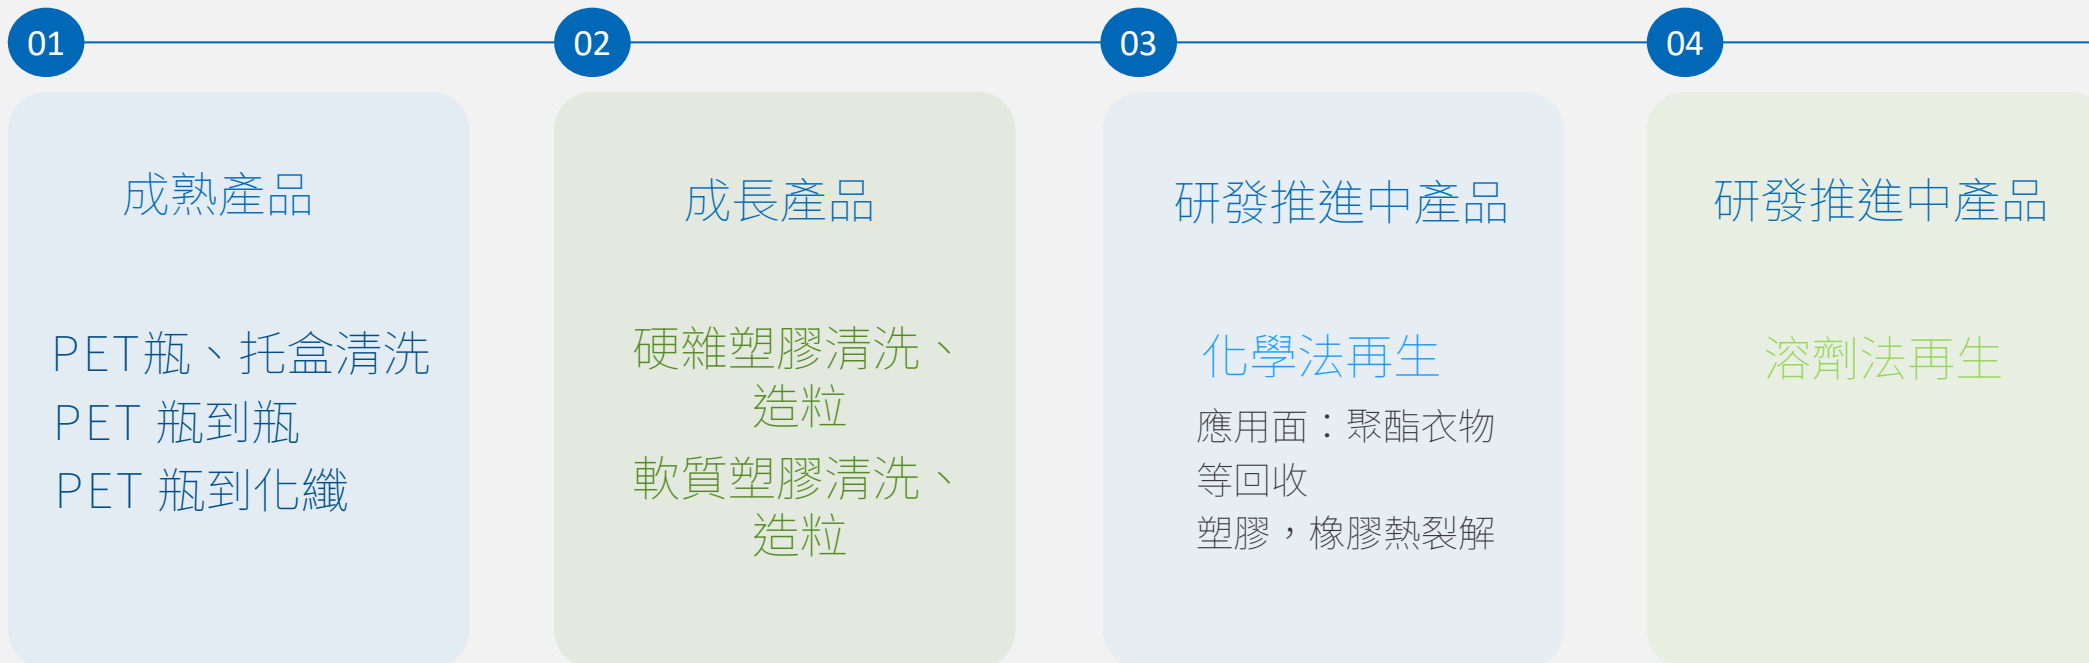 01
成熟產品
PET瓶、托盒清洗
PET 瓶到瓶
PET 瓶到化纖
02
成長產品
硬雜塑膠清洗、
造粒
軟質塑膠清洗、
造粒
03
研發推進中產品
化學法再生
應用面：聚酯衣物
等回收
塑膠，橡膠熱裂解
04
研發推進中產品
溶劑法再生